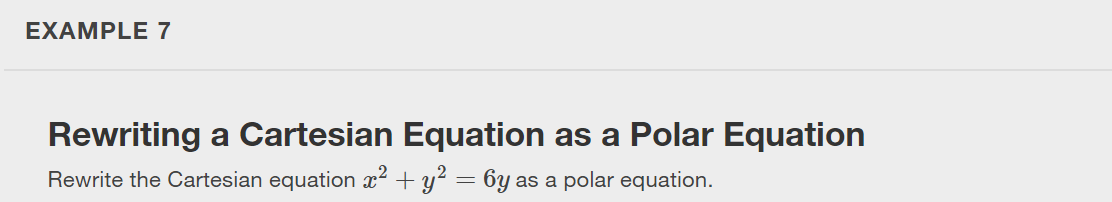 EXAMPLE 7
Rewriting a Cartesian Equation as a Polar Equation
Rewrite the Cartesian equation x² + y² = 6y as a polar equation.